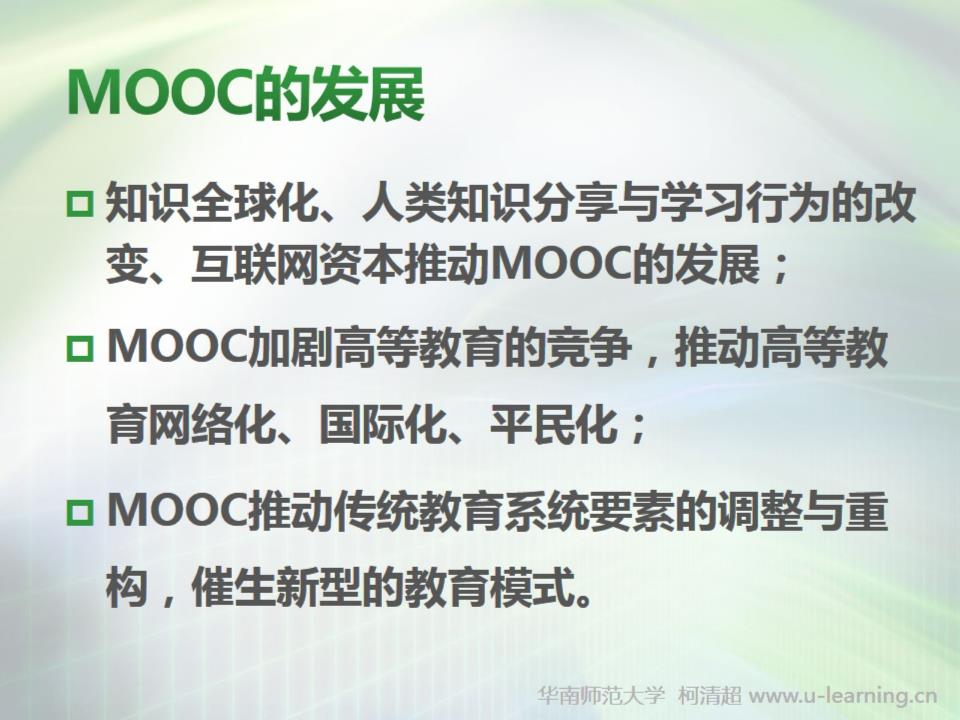 MOOC的发展
知识全球化、人类知识分享与学习行为的改
变、互联网资本推动MOOC的发展；
MOOC加剧高等教育的竞争，推动高等教
育网络化、国际化、平民化；
MOOC推动传统教育系统要素的调整与重
构，催生新型的教育模式。
华南师范大学 柯清超 www.u-learning.cn